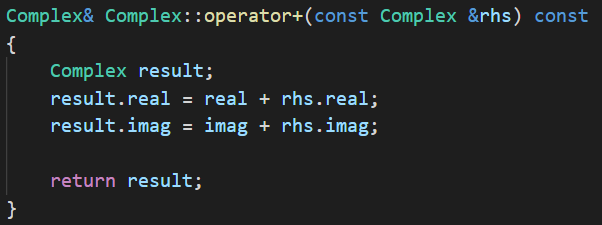 Complex& Complex::operator+(const Complex &rhs) const
{
    Complex result;
    result.real = real + rhs.real;
    result.imag = imag + rhs.imag;

    return result;
}